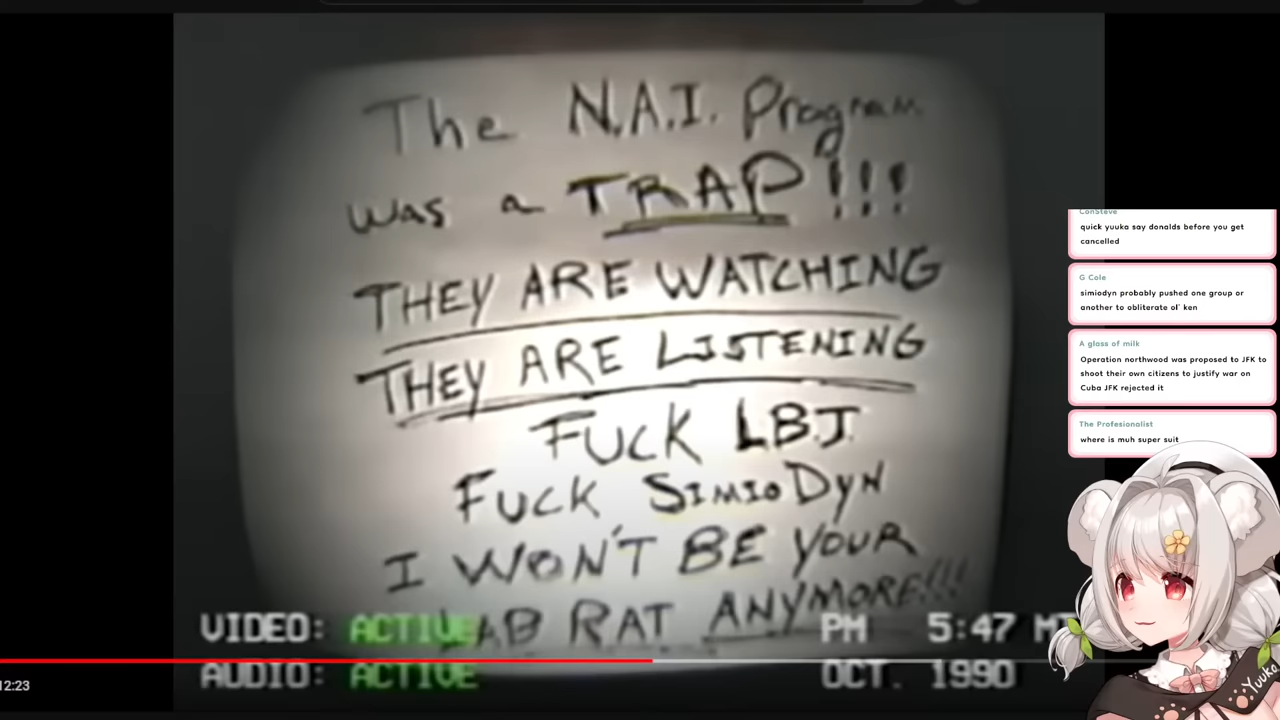 The N.A.I. Program
was a TRAP!!!
THEY ARE WATCHING
THEY ARE LISTENING
FUCK LBJ
FUCK SIMIODYN
I WON'T BE YOUR
LAB RAT ANYMORE!!!
VIDEO: ACTIVE
AUDIO: ACTIVE
PM 5:47
OCT. 1990
12:23
ConSteve
quick yuuka say donalds before you get
cancelled
G Cole
simiodyn probably pushed one group or
another to obliterate ol' ken
A glass of milk
Operation northwood was proposed to JFK to
shoot their own citizens to justify war on
Cuba JFK rejected it
The Profesionalist
where is muh super suit
Yuuka